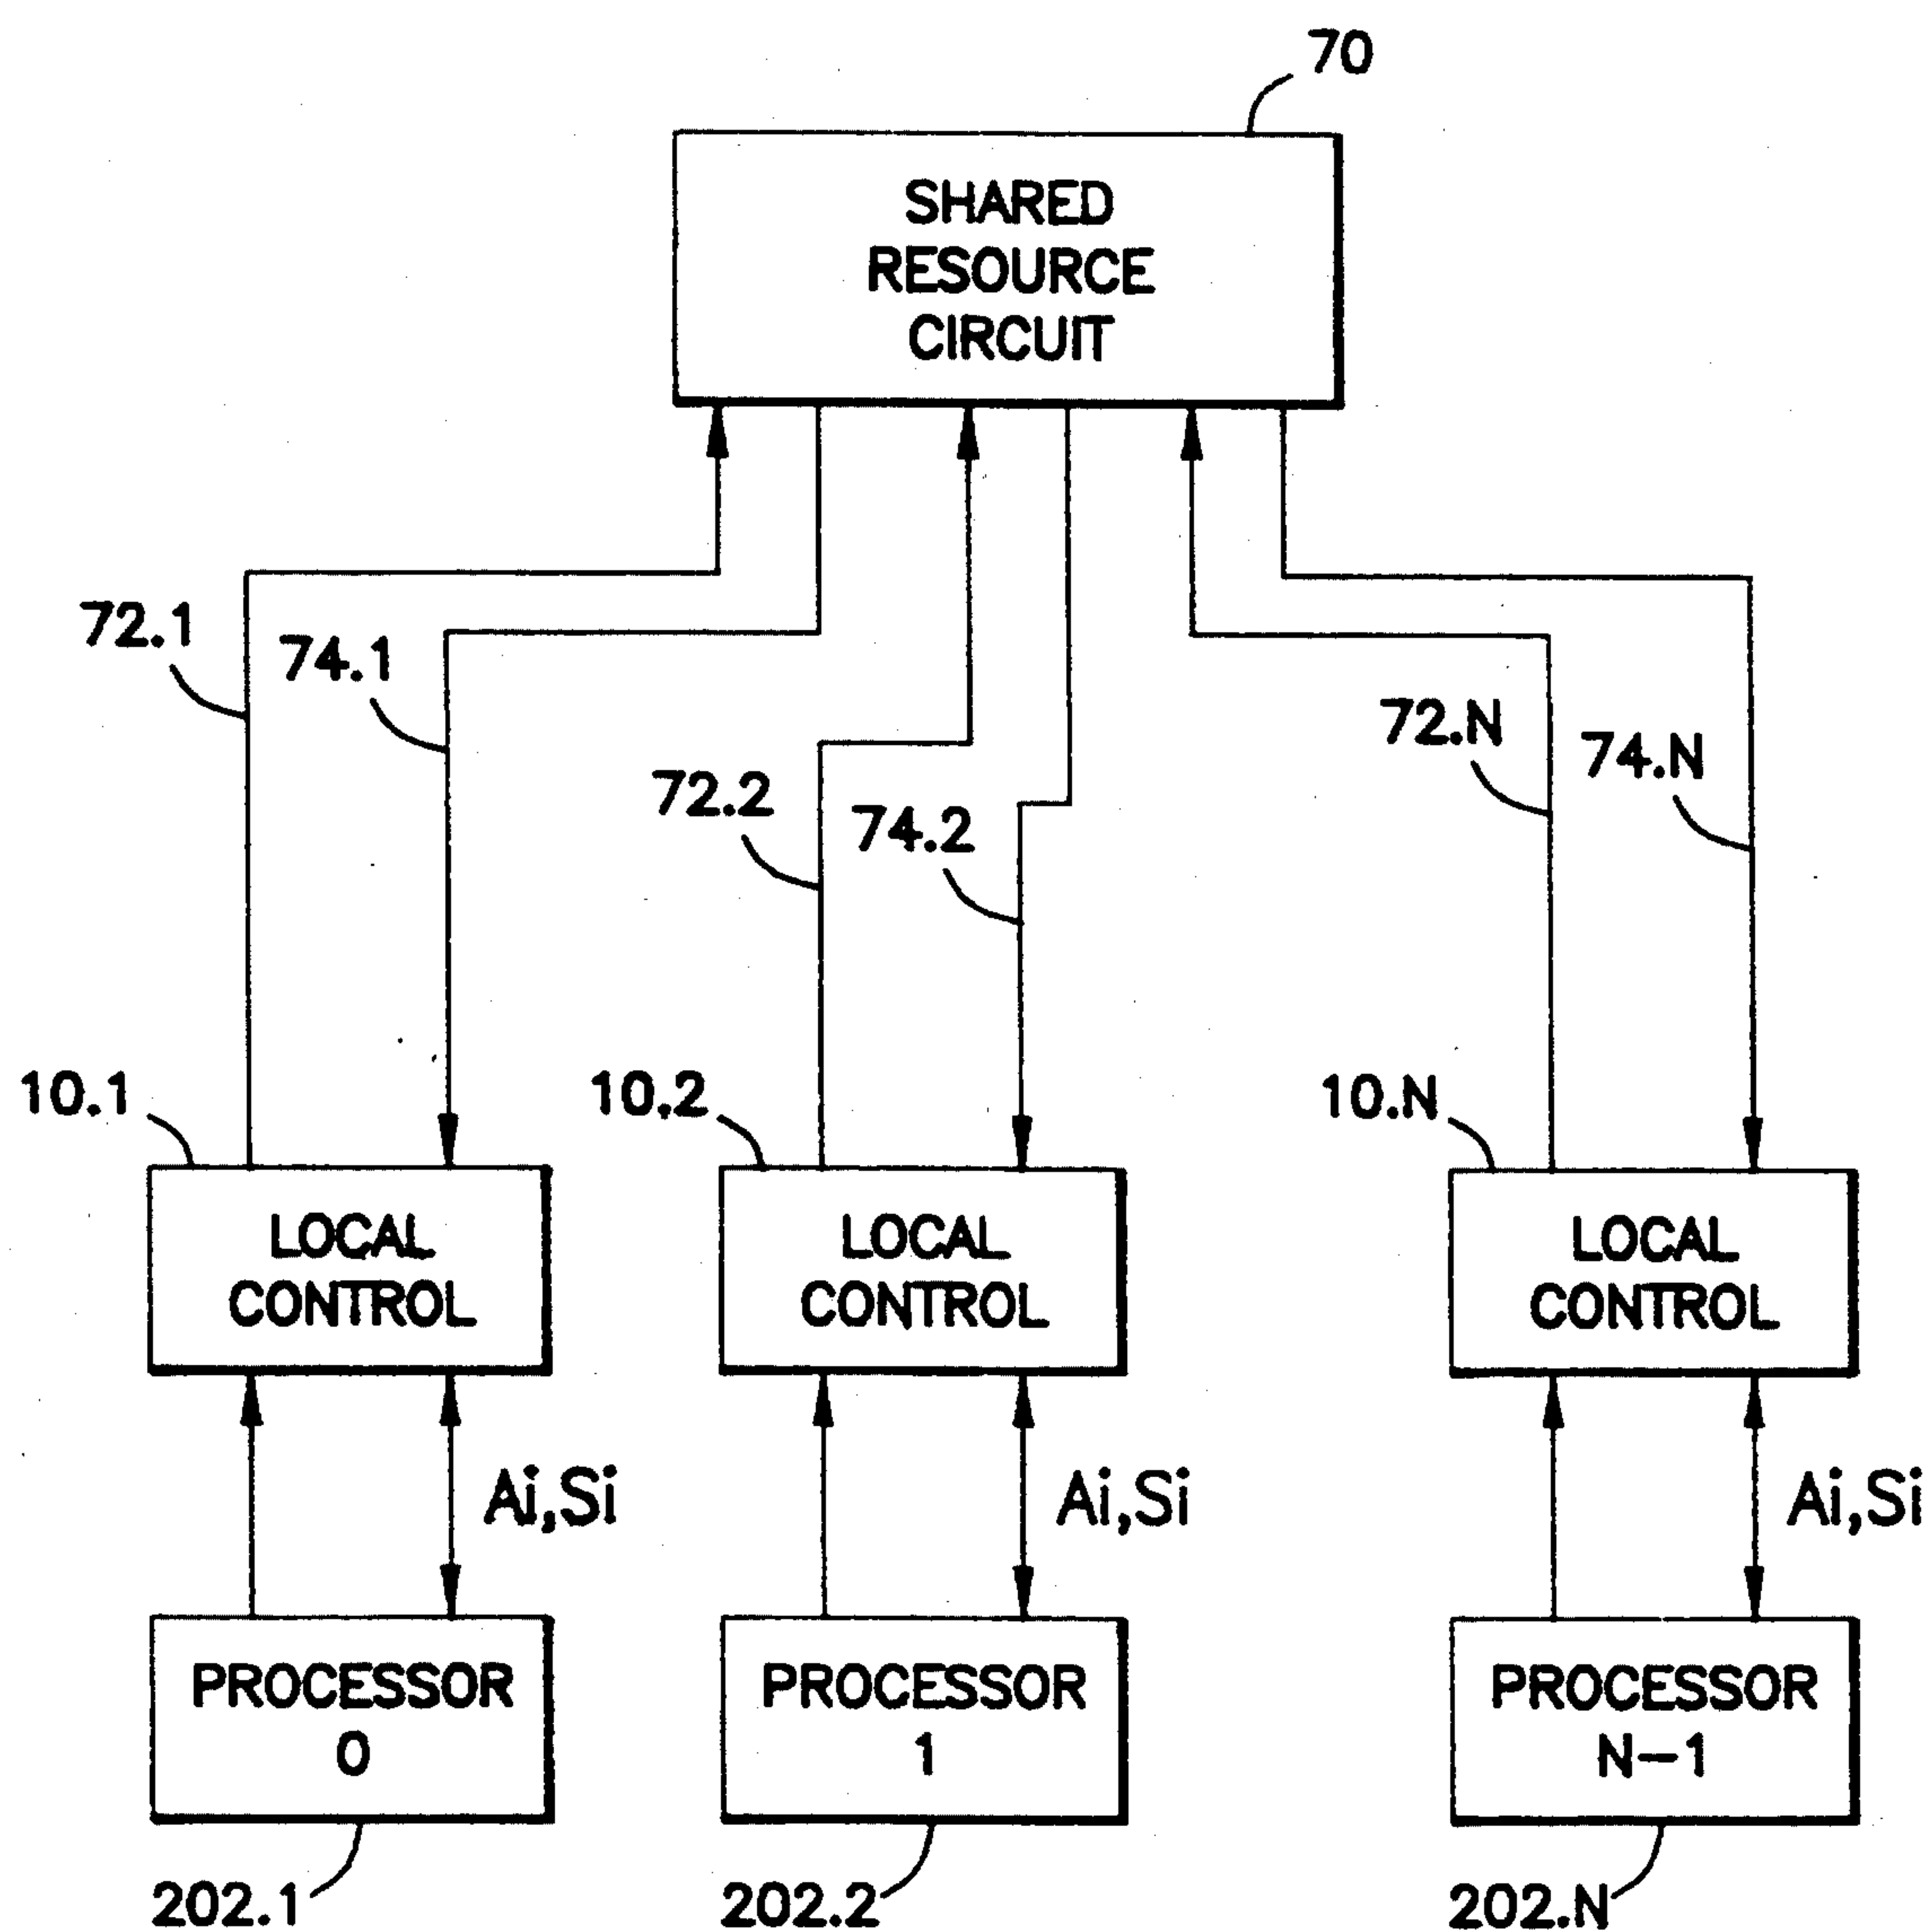 70
SHARED
RESOURCE
CIRCUIT
72.1
74.1
72.2
74.2
72.N
74.N
10.1
10.2
10.N
LOCAL
CONTROL
LOCAL
CONTROL
LOCAL
CONTROL
Ai,Si
Ai,Si
Ai,Si
PROCESSOR
0
PROCESSOR
1
PROCESSOR
N-1
202.1
202.2
202.N